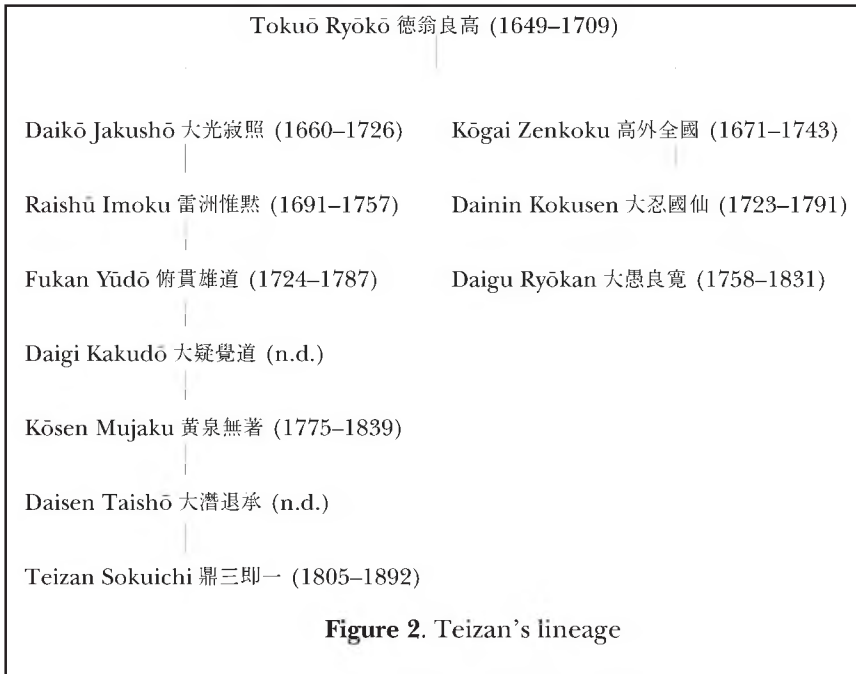 Tokuō Ryōkō 徳翁良高 (1649–1709)
Daikō Jakushō 大光寂照 (1660–1726) Kōgai Zenkoku 高外全國 (1671–1743)
Raishū Imoku 雷洲惟黙 (1691–1757) Dainin Kokusen 大忍國仙 (1723–1791)
Fukan Yūdō 俯貫雄道 (1724–1787) Daigu Ryōkan 大愚良寛 (1758–1831)
Daigi Kakudō 大疑覺道 (n.d.)
Kōsen Mujaku 黄泉無著 (1775–1839)
Daisen Taishō 大潛退承 (n.d.)
Teizan Sokuichi 鼎三即一 (1805–1892)
Figure 2. Teizan’s lineage